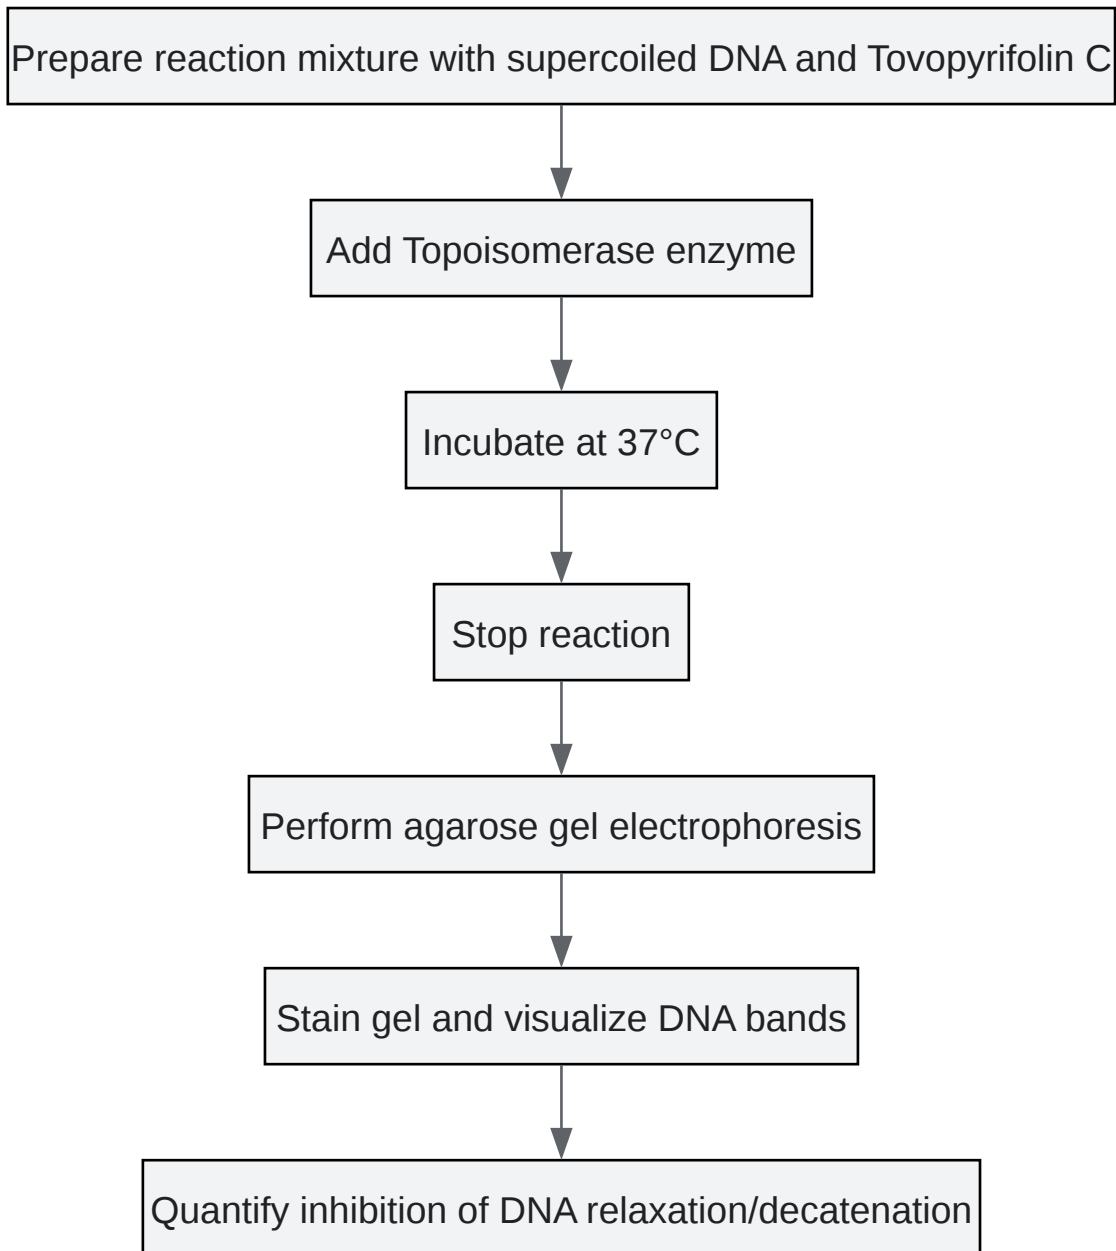 Prepare reaction mixture with supercoiled DNA and Tovopyrifolin C
Add Topoisomerase enzyme
Incubate at 37°C
Stop reaction
Perform agarose gel electrophoresis
Stain gel and visualize DNA bands
Quantify inhibition of DNA relaxation/decatenation